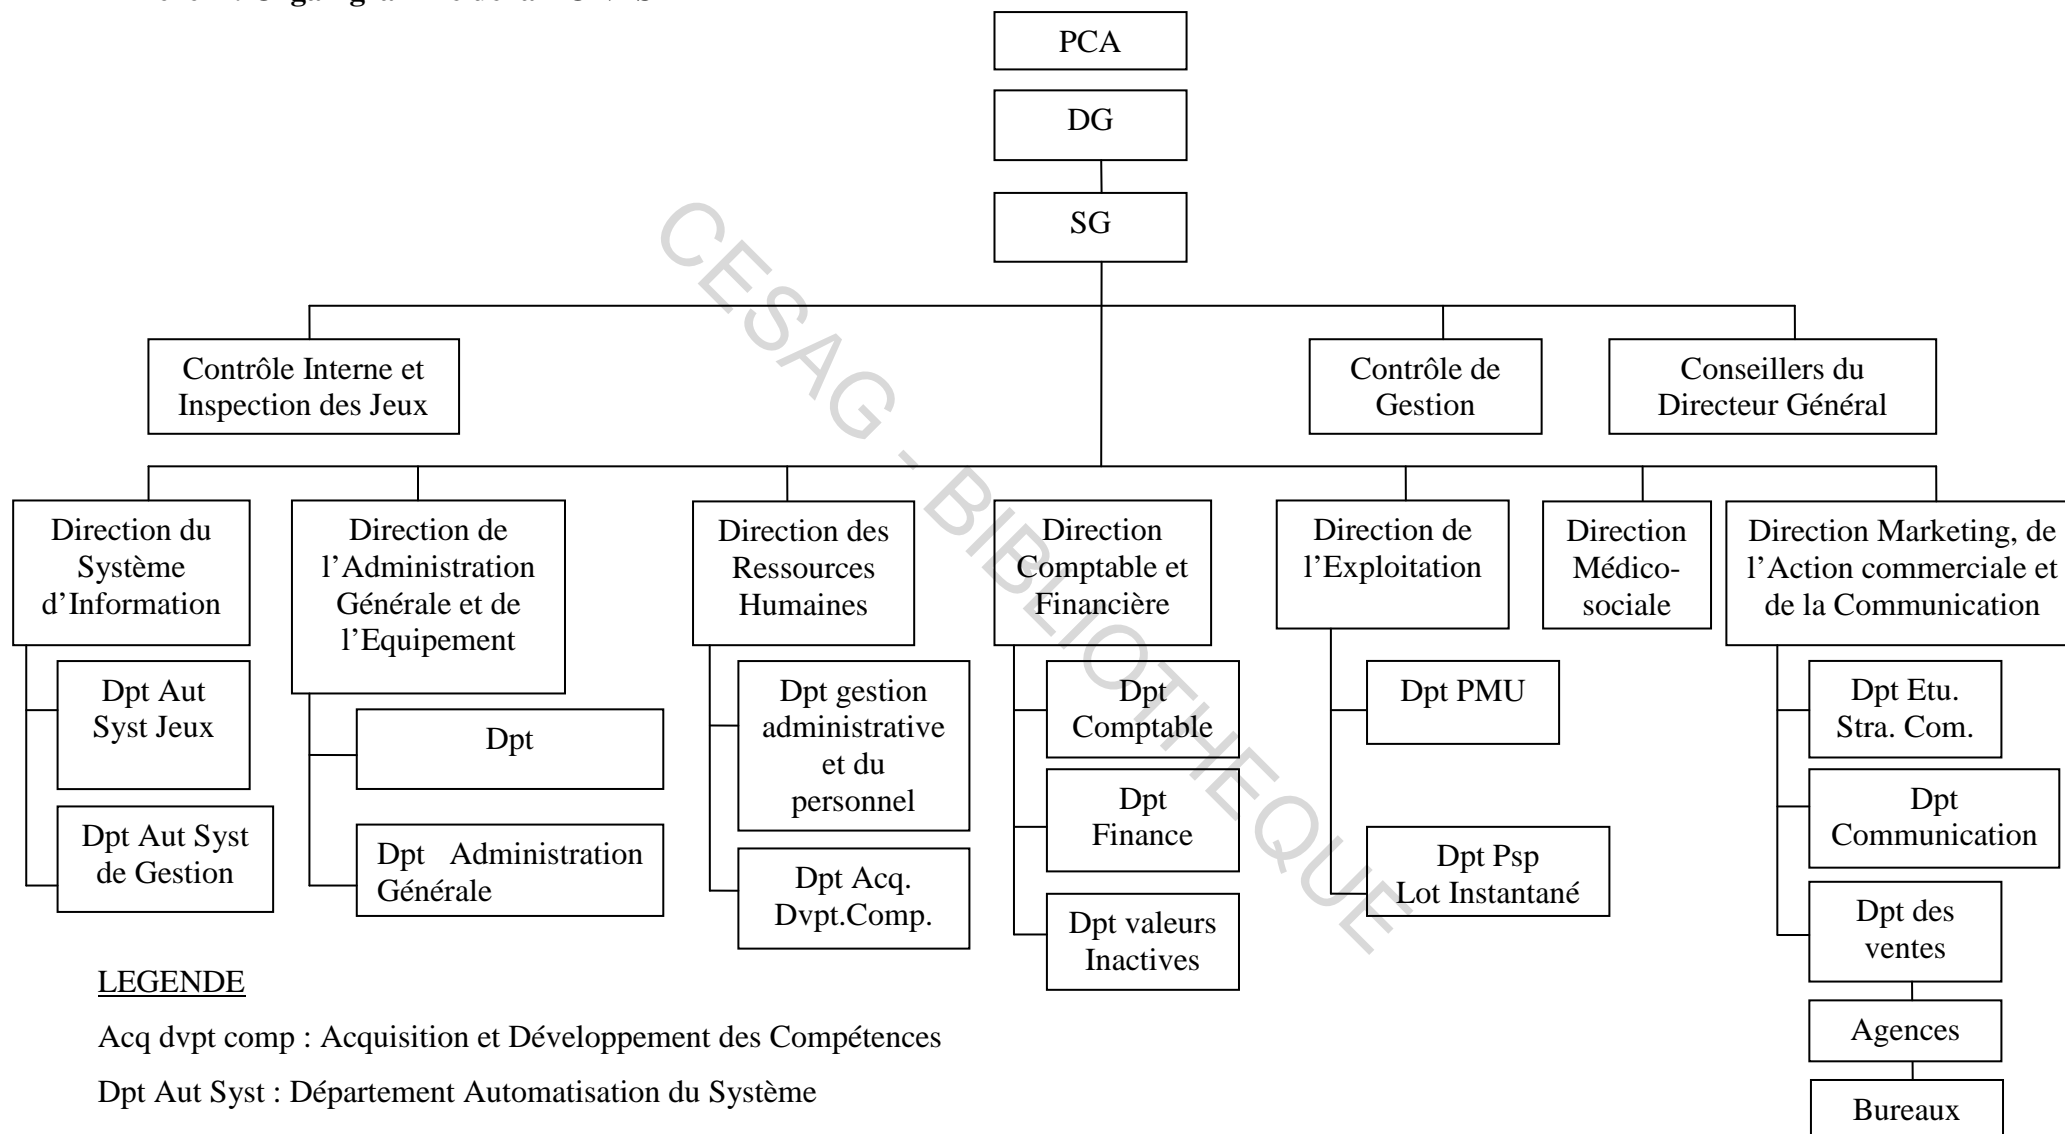 PCA
DG
SG
Contrôle Interne et
Inspection des Jeux
Contrôle de
Gestion
Conseillers du
Directeur Général
Direction du
Système
d’Information
Direction de
l’Administration
Générale et de
l’Equipement
Direction des
Ressources
Humaines
Direction
Comptable et
Financière
Direction de
l’Exploitation
Direction
Médico-
sociale
Direction Marketing, de
l’Action commerciale et
de la Communication
Dpt Aut
Syst Jeux
Dpt Aut Syst
de Gestion
Dpt
Dpt Administration
Générale
Dpt gestion
administrative
et du
personnel
Dpt Acq.
Dvpt.Comp.
Dpt
Comptable
Dpt
Finance
Dpt valeurs
Inactives
Dpt PMU
Dpt Psp
Lot Instantané
Dpt Etu.
Stra. Com.
Dpt
Communication
Dpt des
ventes
Agences
Bureaux
LEGENDE
Acq dvpt comp : Acquisition et Développement des Compétences
Dpt Aut Syst : Département Automatisation du Système
CESAG - BIBLIOTHEQUE